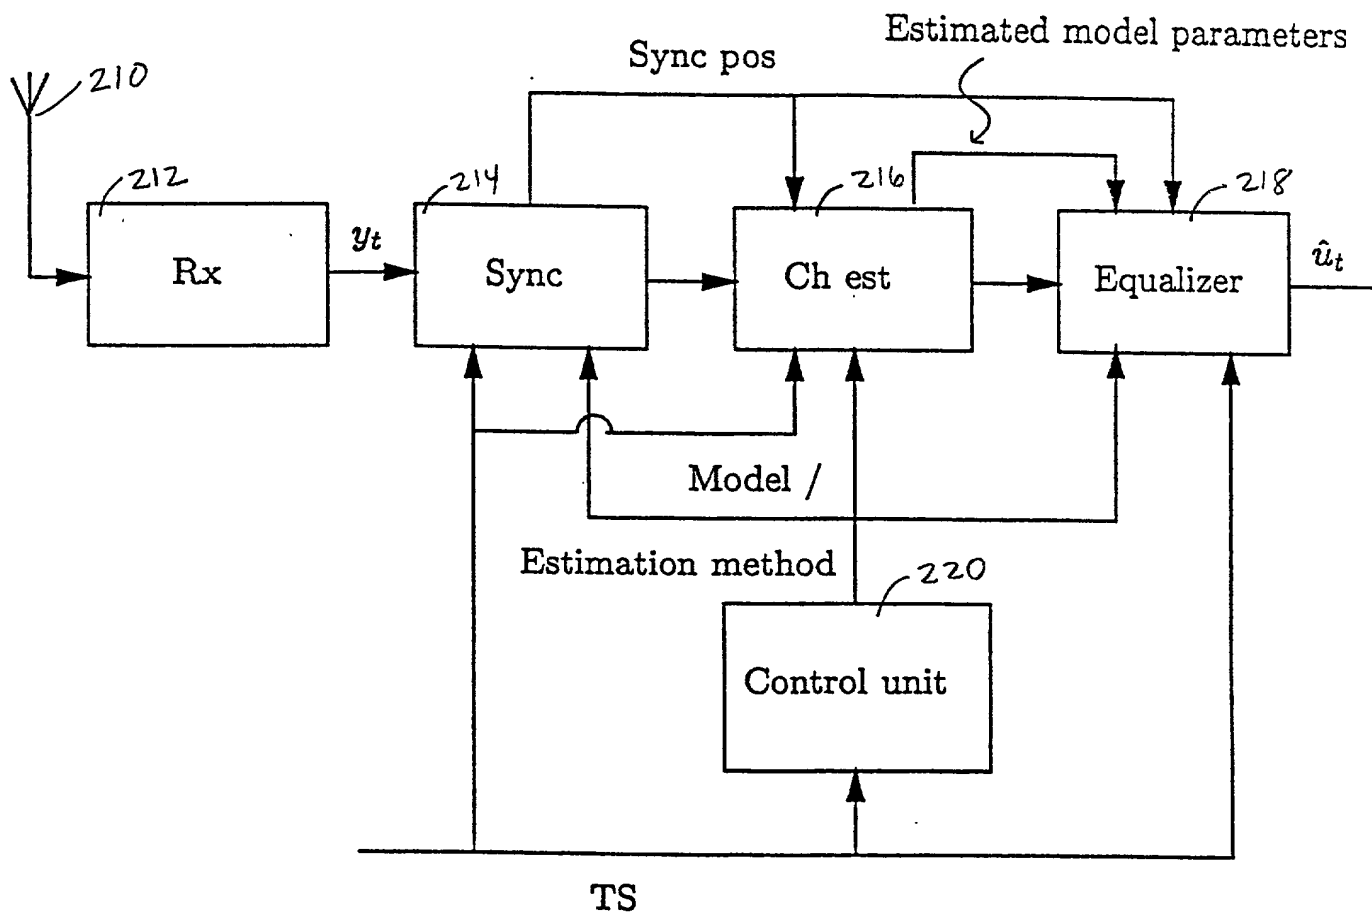 Estimated model parameters
Sync pos
210
212
214
216
218
Rx
y_t
Sync
Ch est
Equalizer
û_t
Model /
Estimation method
220
Control unit
TS